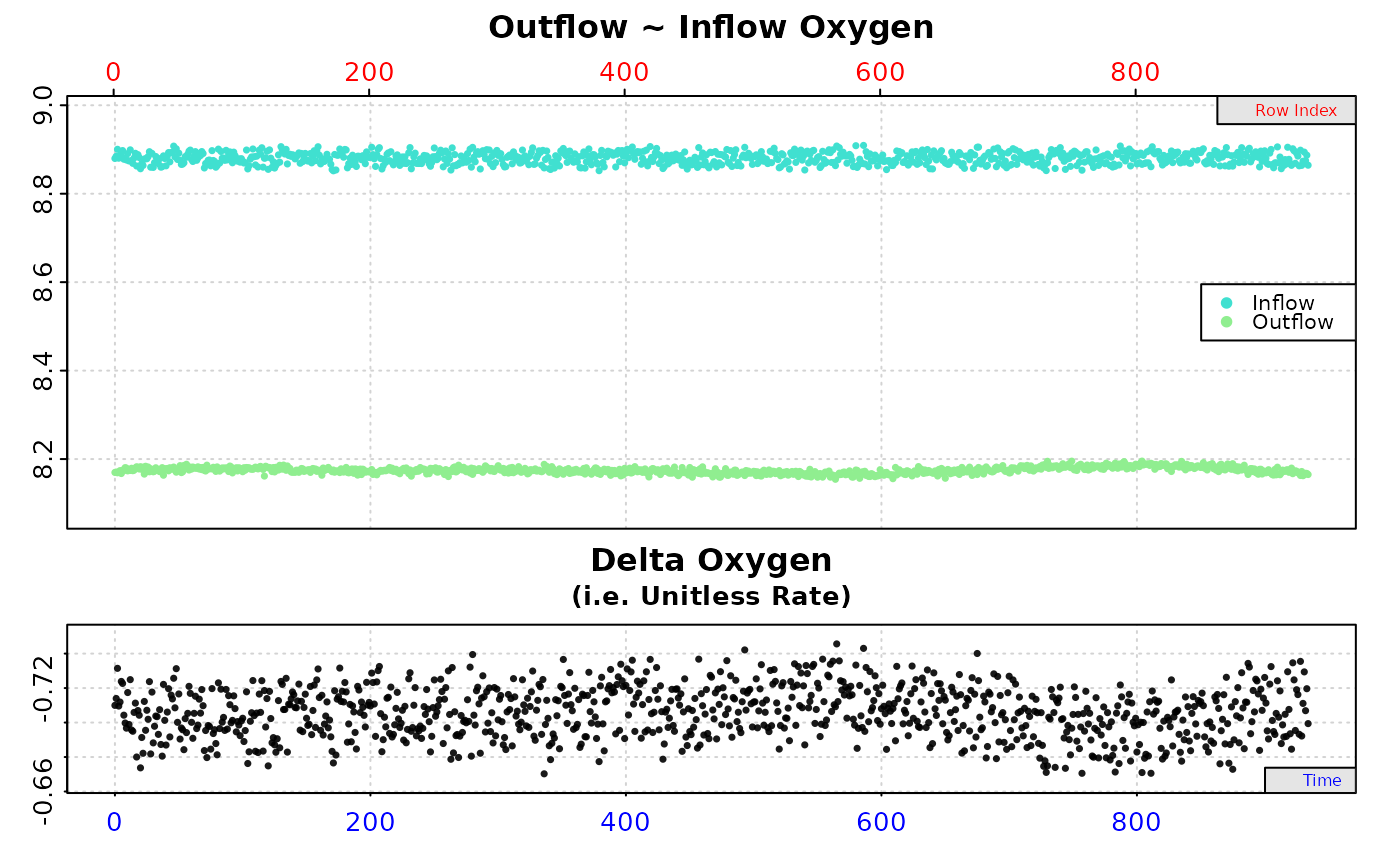 Outflow ~ Inflow Oxygen
0 200 400 600 800
Row Index
9.0
8.8
8.6
8.4
8.2
Inflow
Outflow
Delta Oxygen
(i.e. Unitless Rate)
-0.72
-0.66
Time
0 200 400 600 800